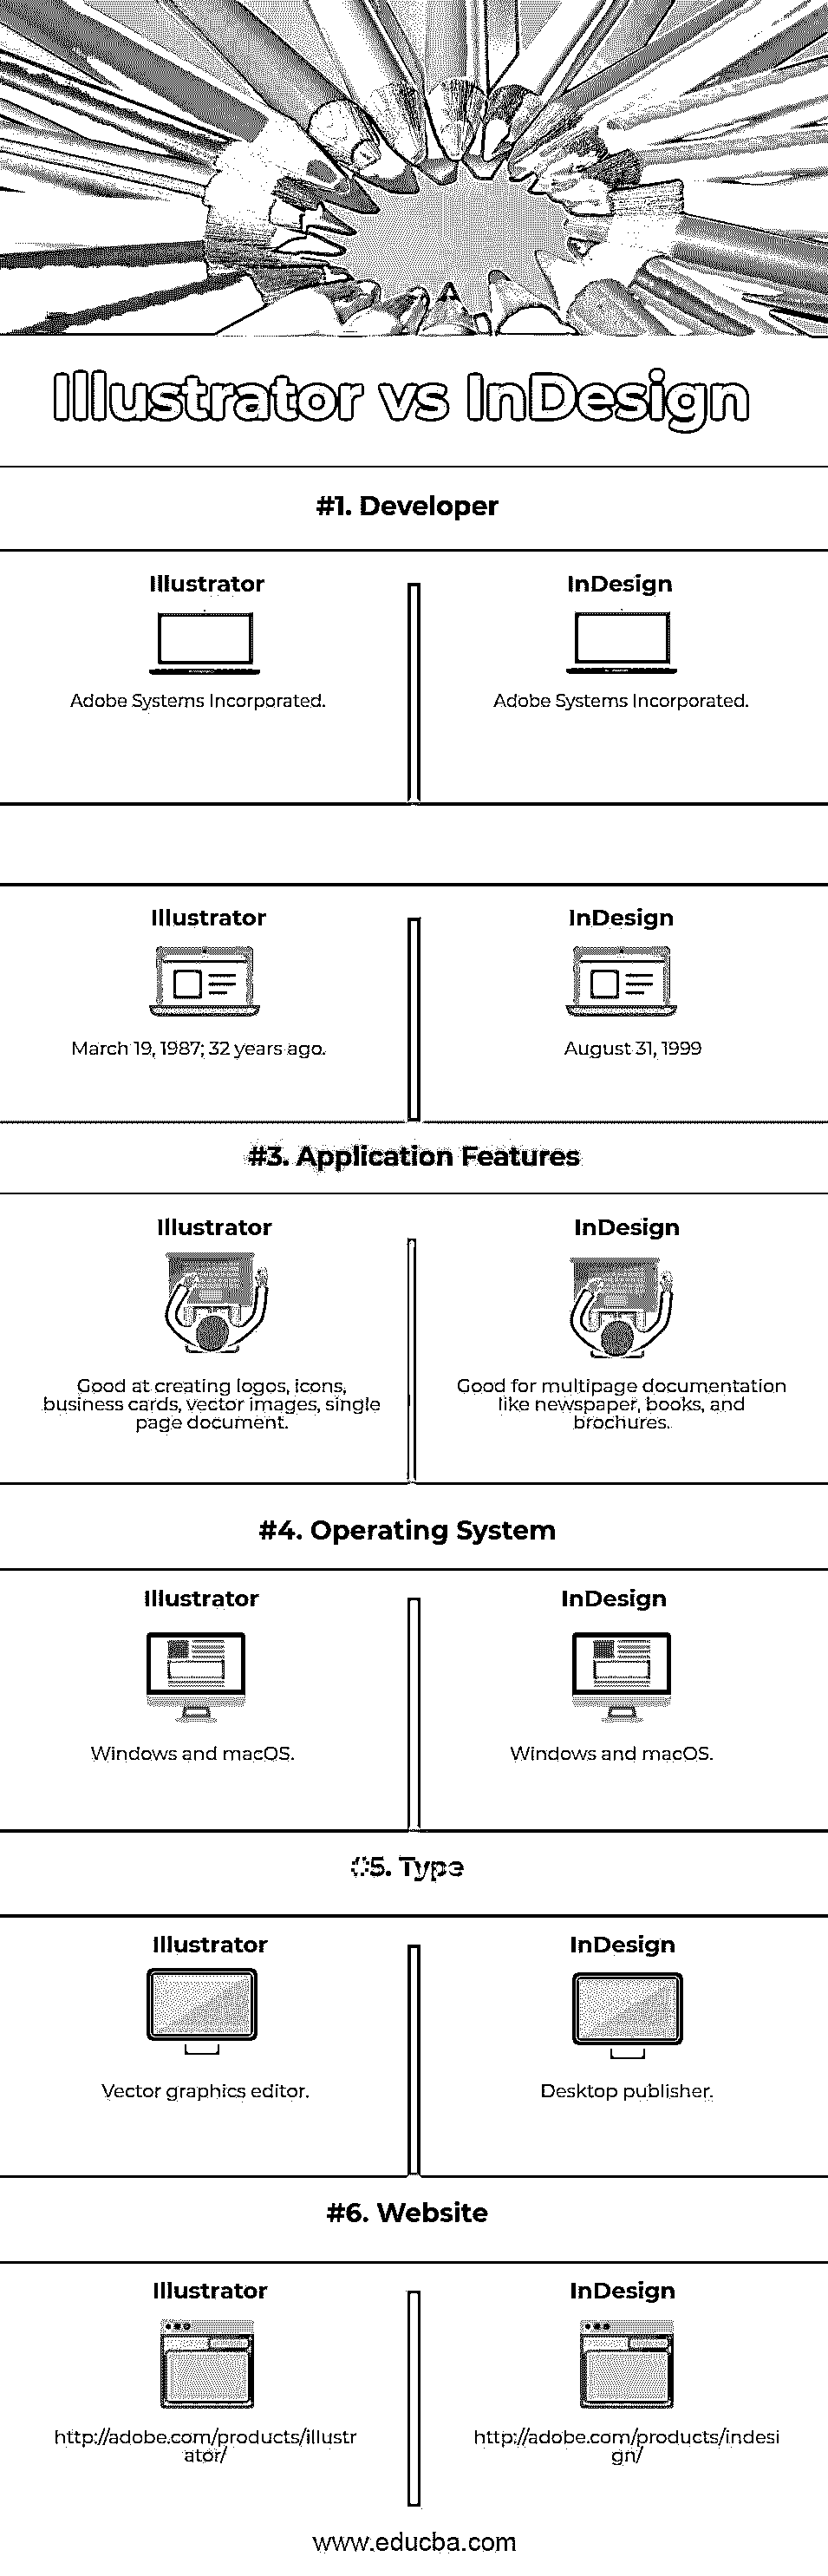 Illustrator vs InDesign
#1. Developer
Illustrator
InDesign
Adobe Systems Incorporated.
Adobe Systems Incorporated.
Illustrator
InDesign
March 19, 1987; 32 years ago.
August 31, 1999
#3. Application Features
Illustrator
InDesign
Good at creating logos, icons,
business cards, vector images, single
page document.
Good for multipage documentation
like newspaper, books, and
brochures.
#4. Operating System
Illustrator
InDesign
Windows and macOS.
Windows and macOS.
#5. Type
Illustrator
InDesign
Vector graphics editor.
Desktop publisher.
#6. Website
Illustrator
InDesign
http://adobe.com/products/illustr
ator/
http://adobe.com/products/indesi
gn/
www.educba.com